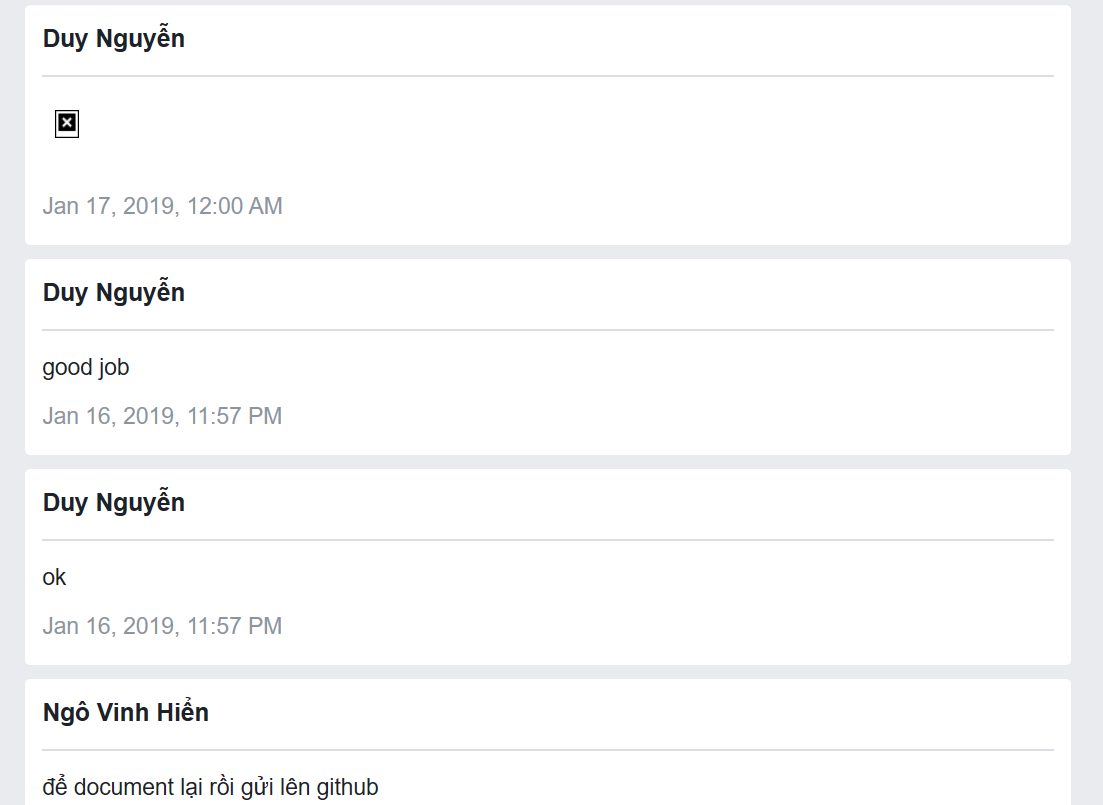 Duy Nguyễn
Jan 17, 2019, 12:00 AM
Duy Nguyễn
good job
Jan 16, 2019, 11:57 PM
Duy Nguyễn
ok
Jan 16, 2019, 11:57 PM
Ngô Vinh Hiển
để document lại rồi gửi lên github